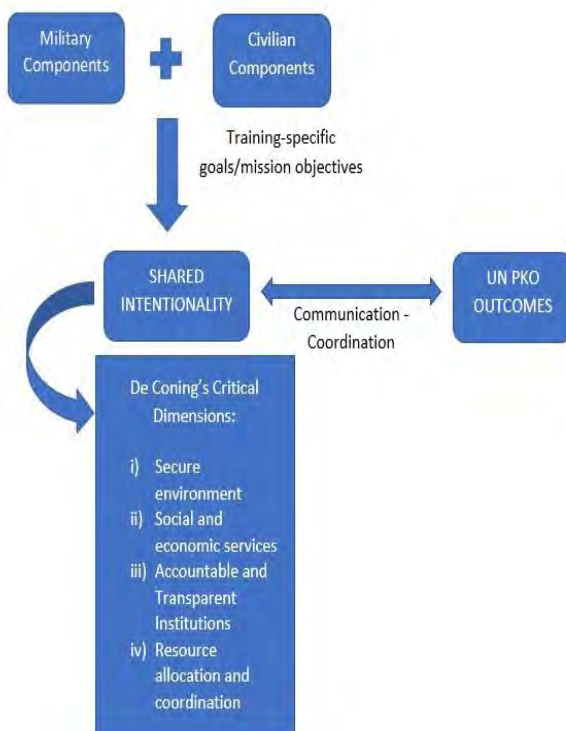 Military
Components
Civilian
Components
Training-specific
goals/mission objectives
SHARED
INTENTIONALITY
UN PKO
OUTCOMES
Communication -
Coordination
De Coning's Critical
Dimensions:
i) Secure
environment
ii) Social and
economic services
iii) Accountable and
Transparent
Institutions
iv) Resource
allocation and
coordination